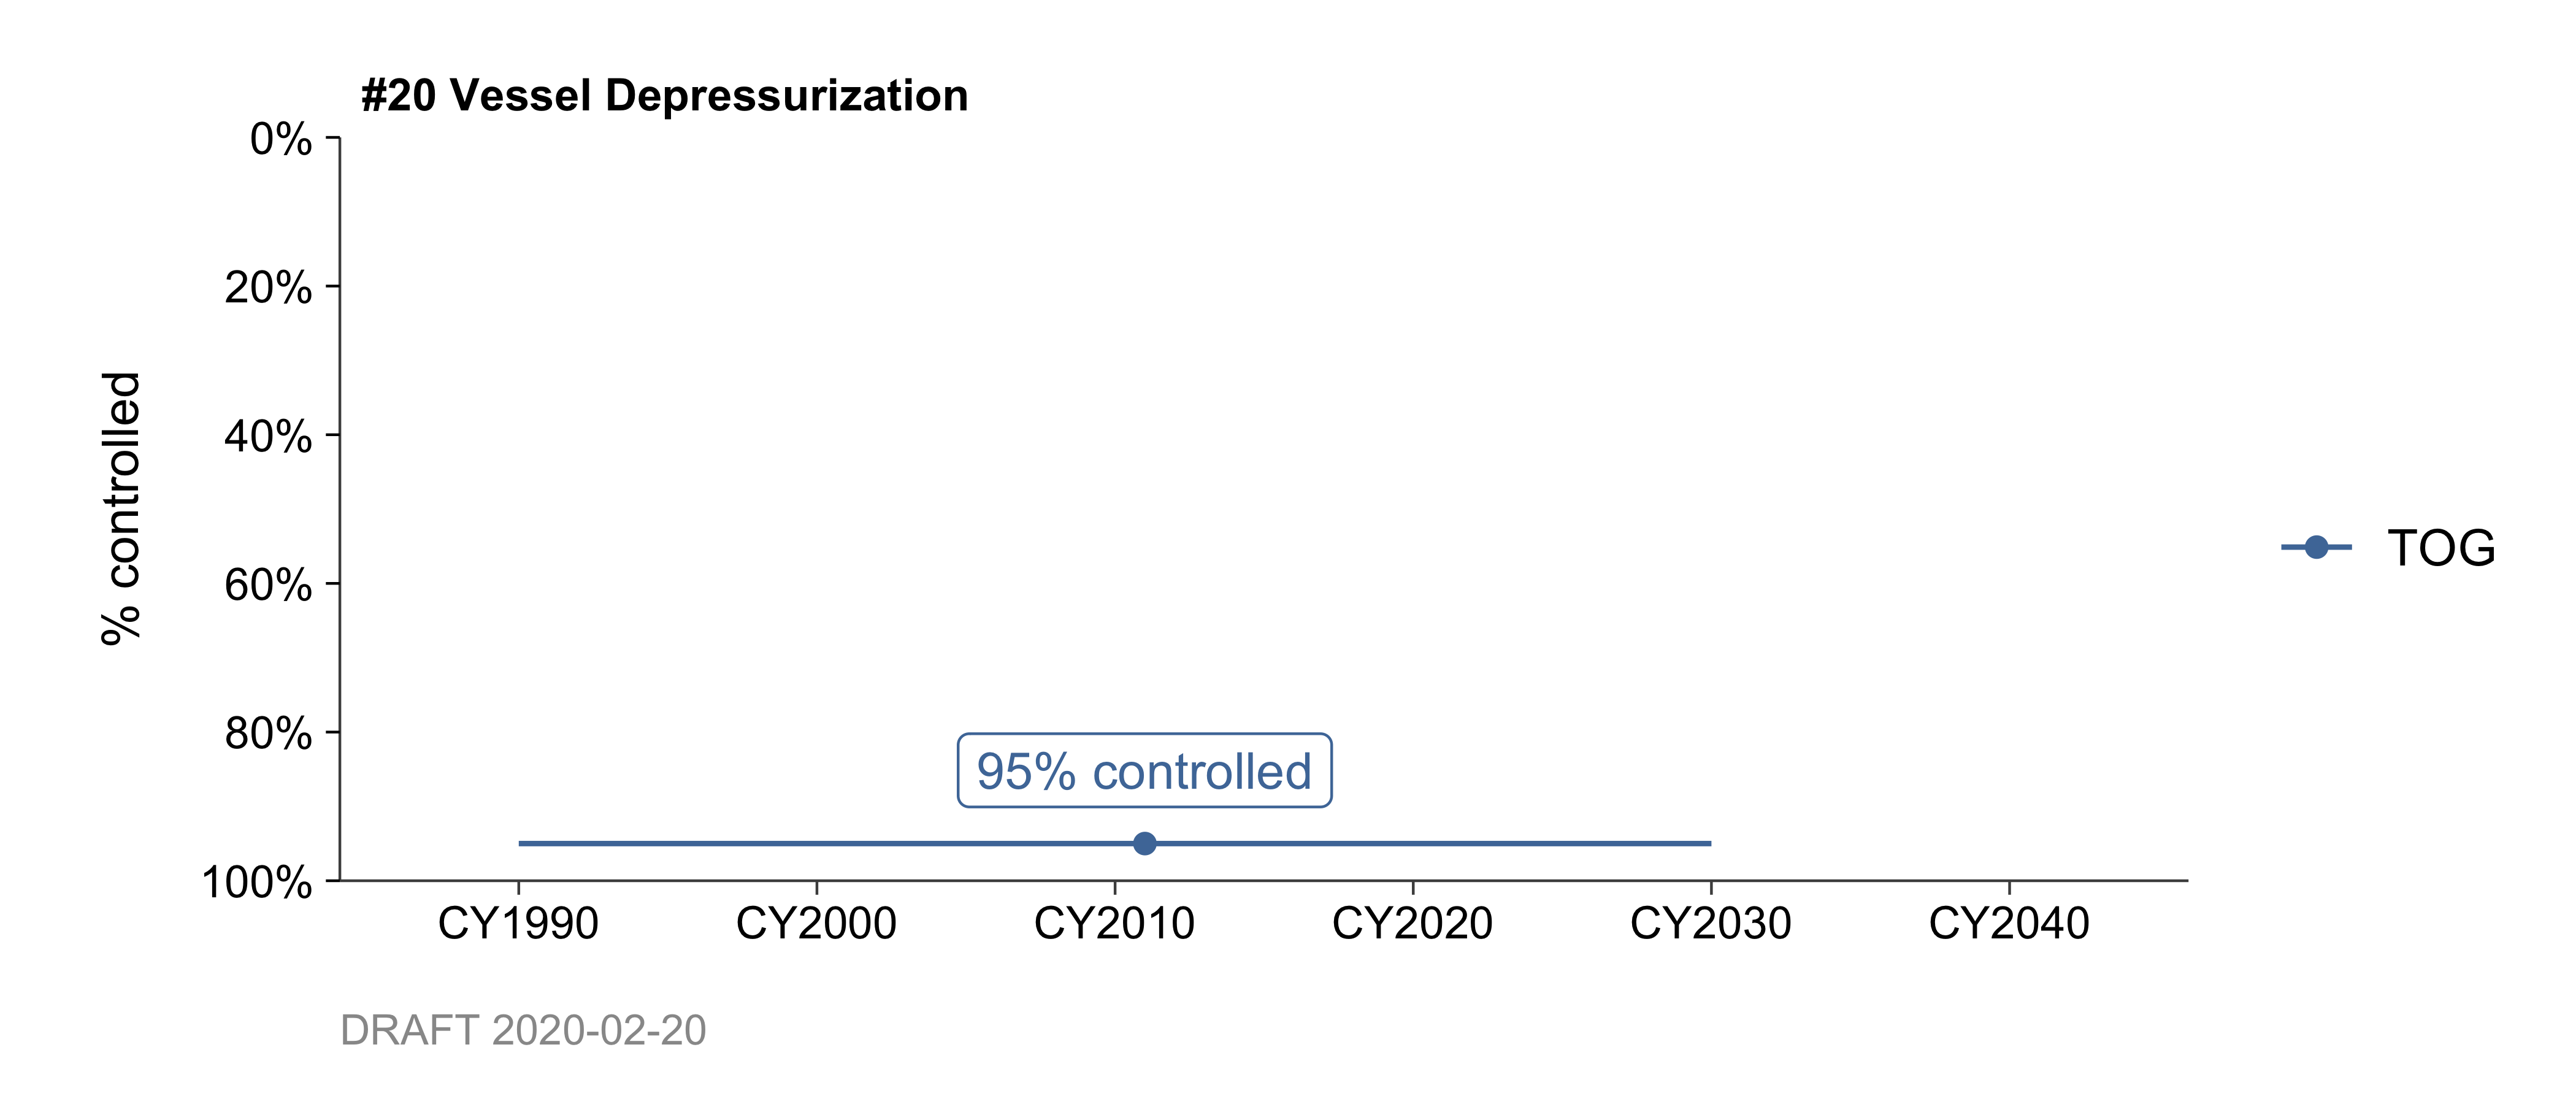 #20 Vessel Depressurization
0%
20%
40%
60%
80%
100%
% controlled
95% controlled
TOG
CY1990 CY2000 CY2010 CY2020 CY2030 CY2040
DRAFT 2020-02-20